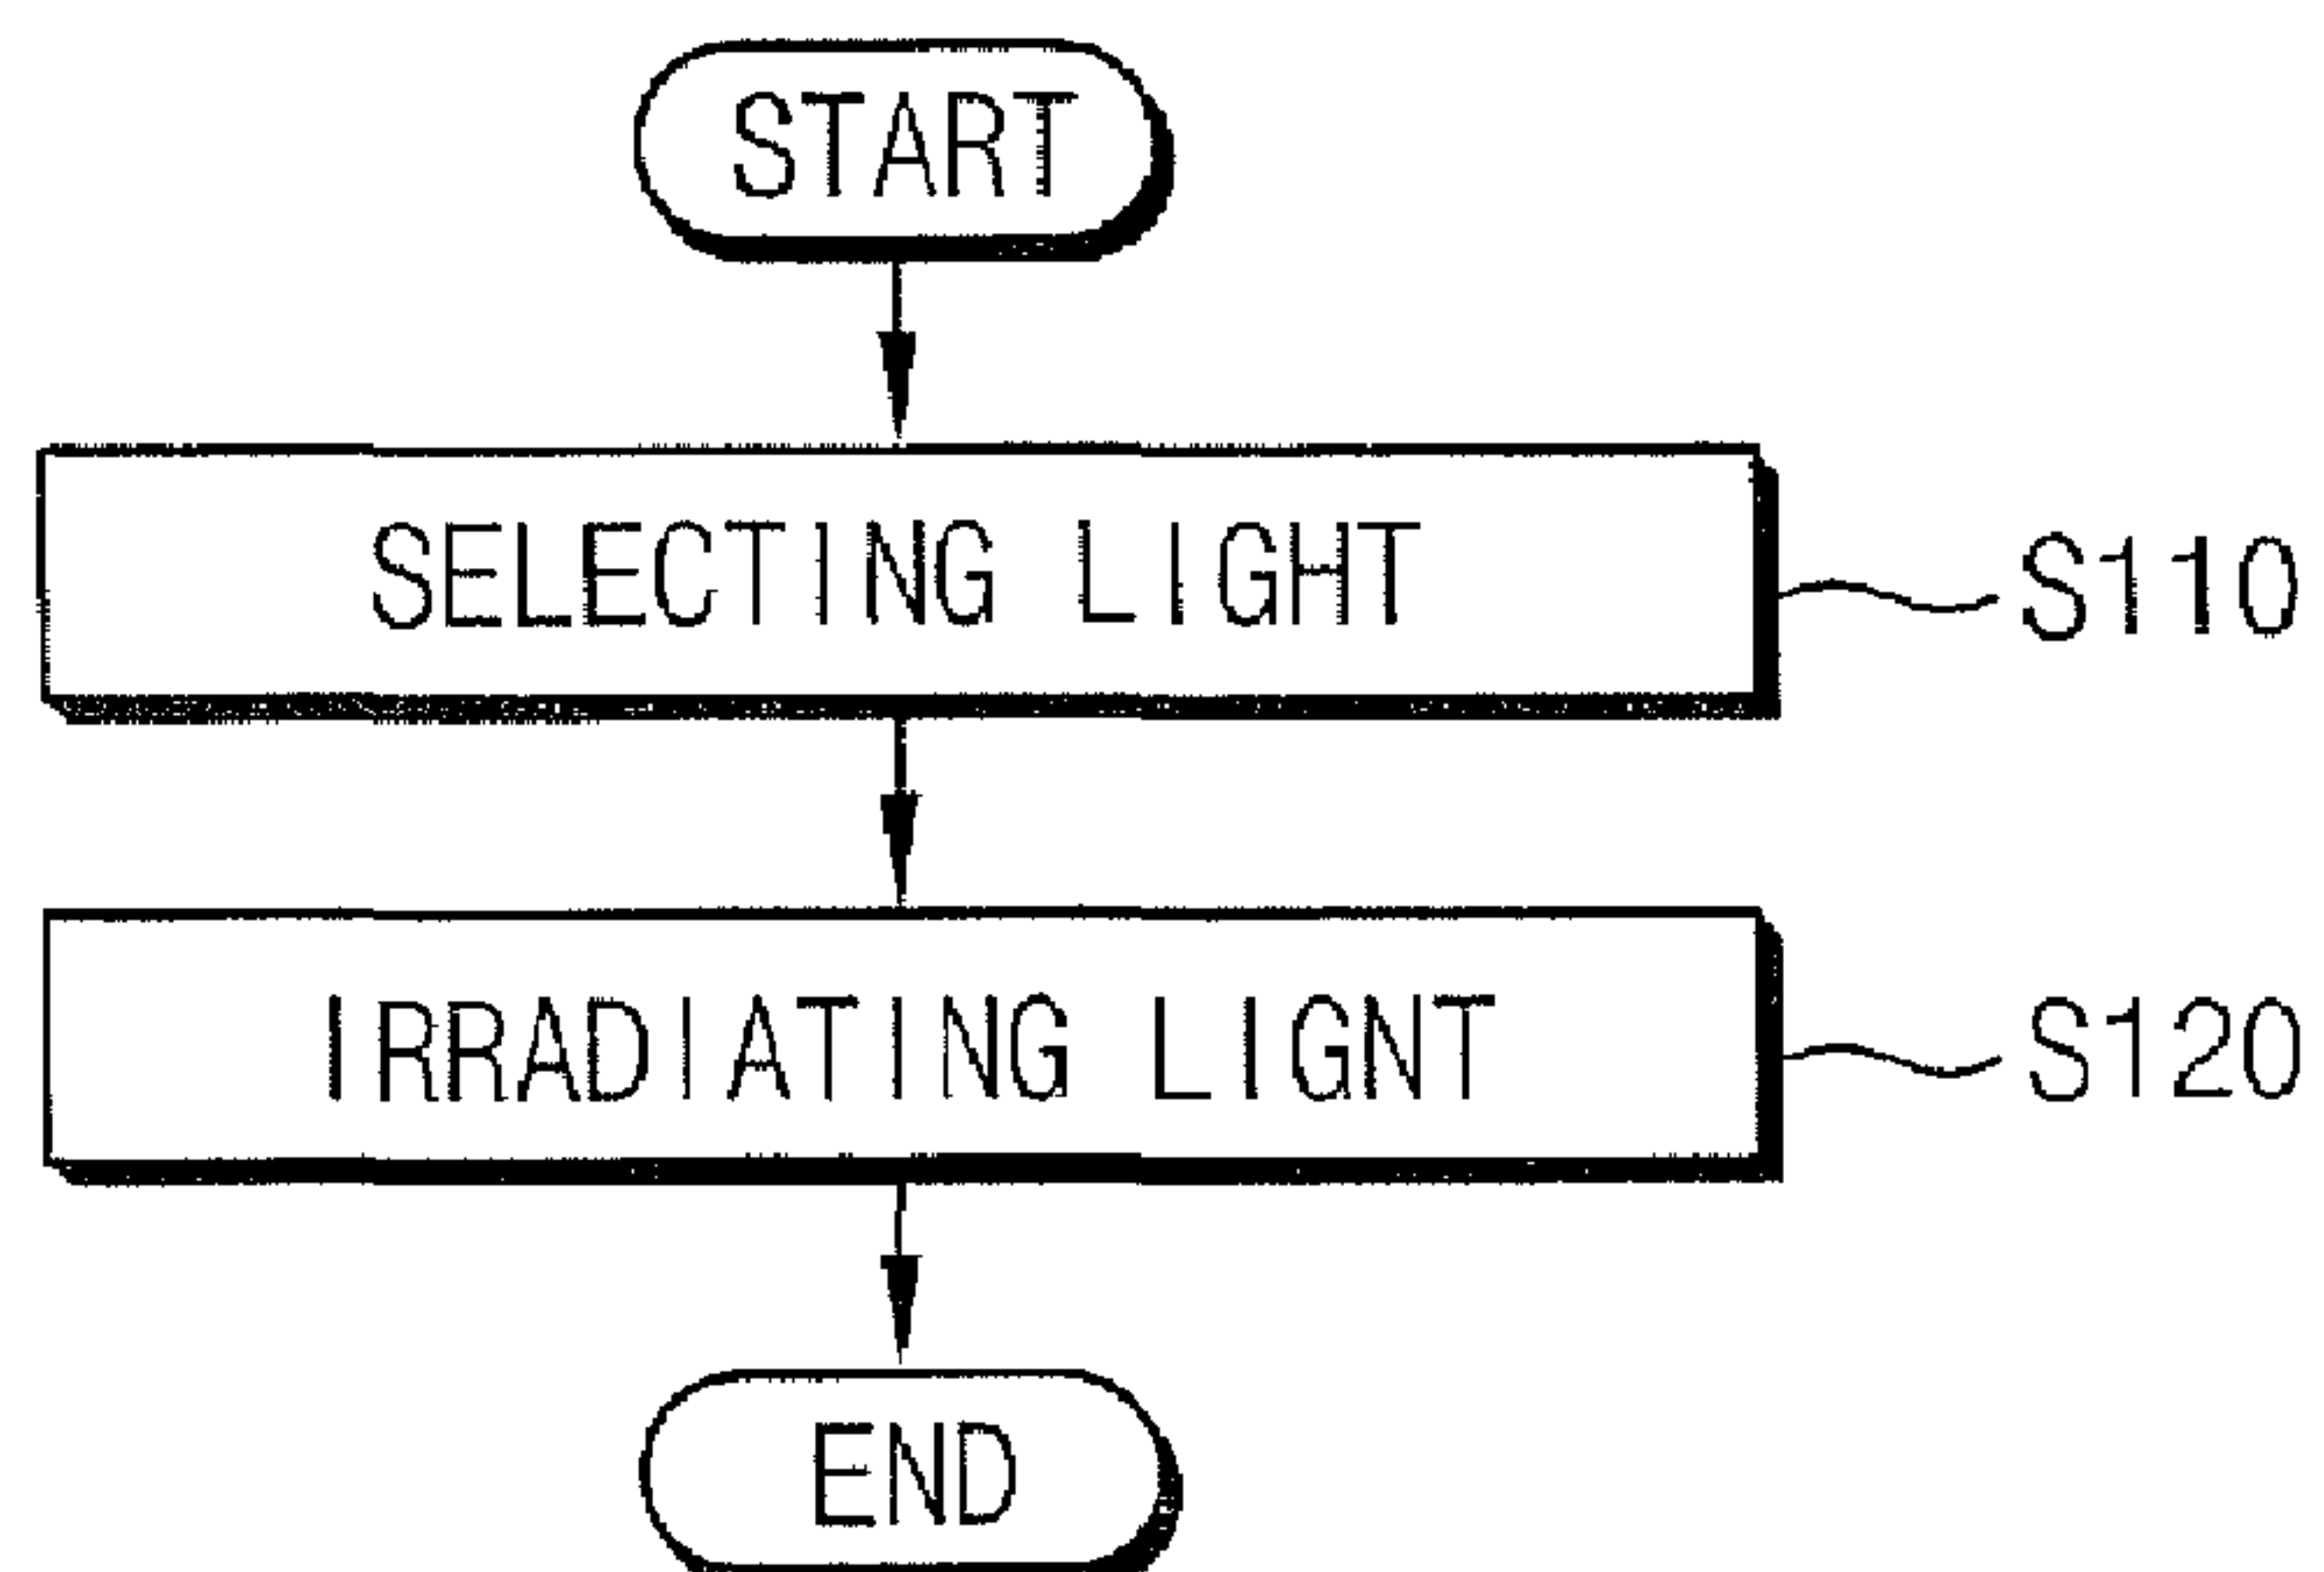 START
SELECTING LIGHT
S110
IRRADIATING LIGNT
S120
END